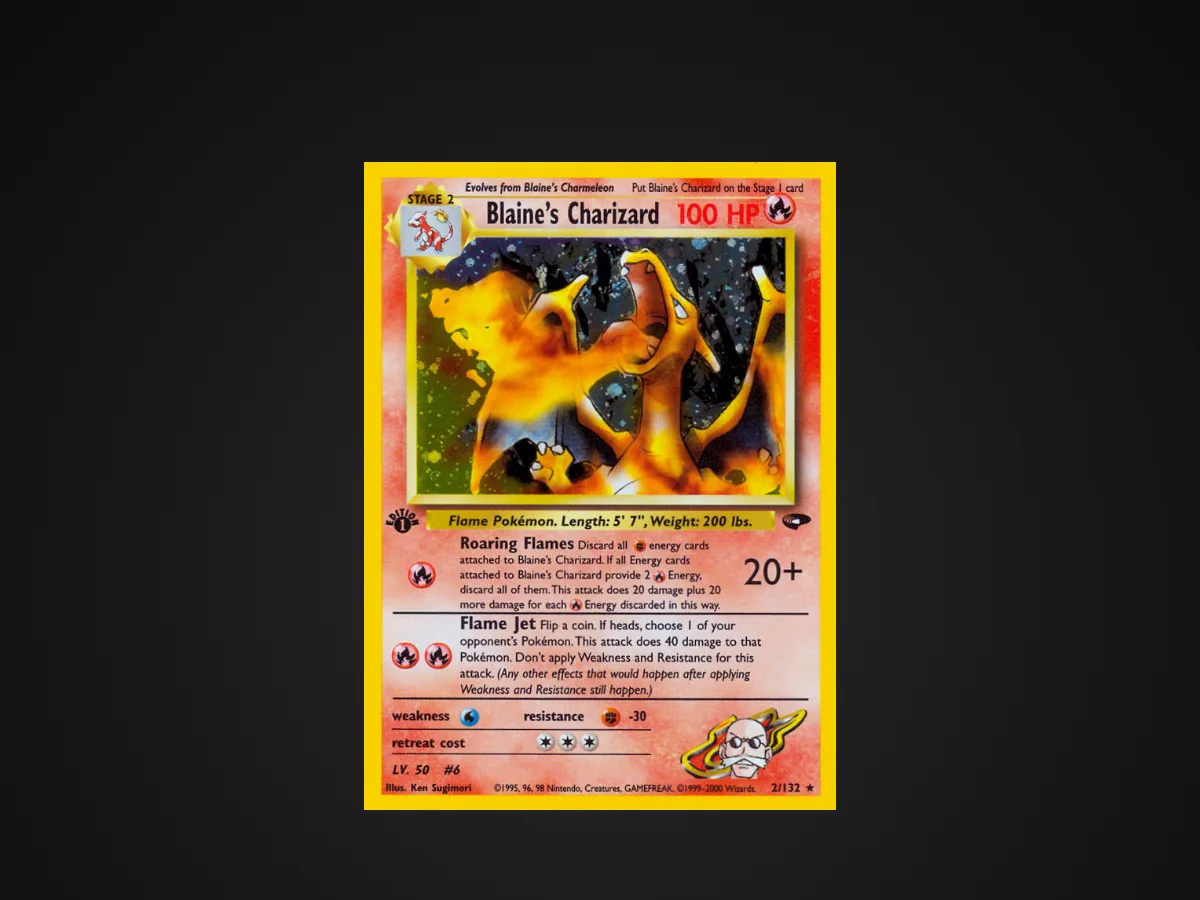 Evolves from Blaine's Charmeleon Put Blaine's Charizard on the Stage 1 card
STAGE 2
Blaine's Charizard 100 HP
EDITION
1
Flame Pokémon. Length: 5' 7", Weight: 200 lbs.
Roaring Flames Discard all energy cards
attached to Blaine's Charizard. If all Energy cards
attached to Blaine's Charizard provide 2 Energy,
discard all of them. This attack does 20 damage plus 20
more damage for each Energy discarded in this way.
20+
Flame Jet Flip a coin. If heads, choose 1 of your
opponent's Pokémon. This attack does 40 damage to that
Pokémon. Don't apply Weakness and Resistance for this
attack. (Any other effects that would happen after applying
Weakness and Resistance still happen.)
weakness resistance -30
retreat cost
LV. 50 #6
Illus. Ken Sugimori ©1995, 96, 98 Nintendo, Creatures, GAMEFREAK. ©1999-2000 Wizards. 2/132 ★